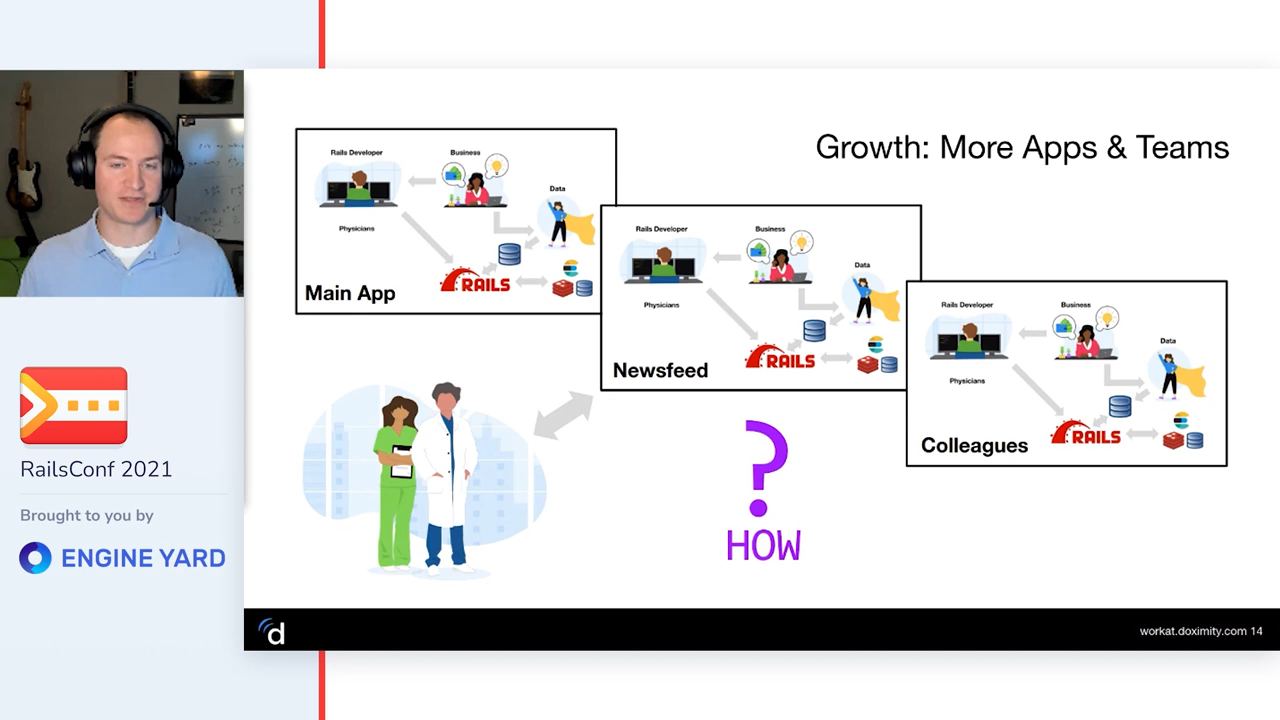 Growth: More Apps & Teams
Rails Developer
Business
Data
Physicians
RAILS
Main App
Rails Developer
Business
Data
Physicians
RAILS
Newsfeed
Rails Developer
Business
Data
Physicians
RAILS
Colleagues
?
HOW
d
workat.doximity.com 14
RailsConf 2021
Brought to you by
ENGINE YARD